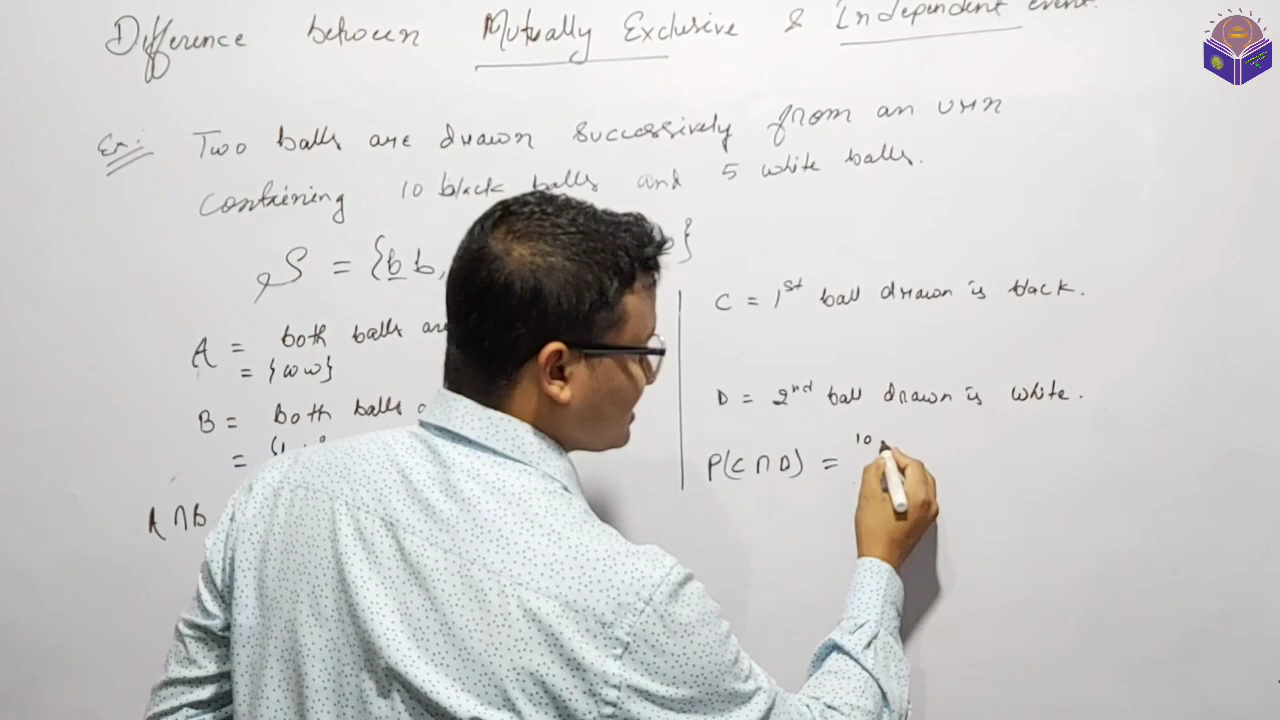 Difference between Mutually Exclusive & Independent event.
Ex:- Two balls are drawn successively from an urn
containing 10 black balls and 5 white balls.
S = {bb, }
A = both balls are
= {ww}
B = Both balls
=
A ∩ B
C = 1st ball drawn is black.
D = 2nd ball drawn is white.
P(C ∩ D) = 10